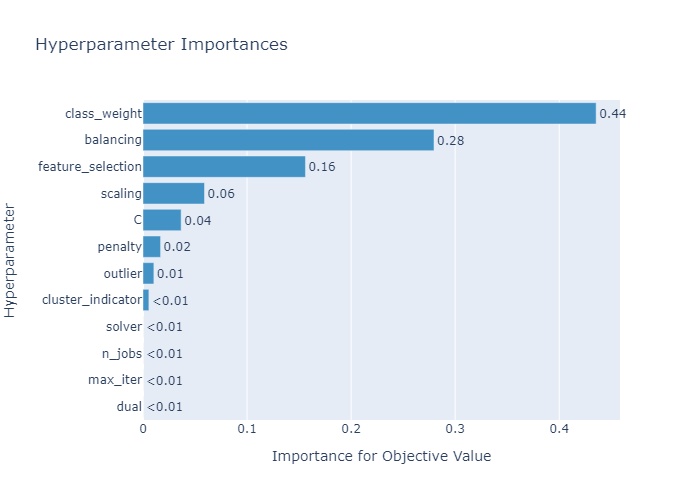 Hyperparameter Importances
Hyperparameter
class_weight 0.44
balancing 0.28
feature_selection 0.16
scaling 0.06
C 0.04
penalty 0.02
outlier 0.01
cluster_indicator <0.01
solver <0.01
n_jobs <0.01
max_iter <0.01
dual <0.01
0 0.1 0.2 0.3 0.4
Importance for Objective Value